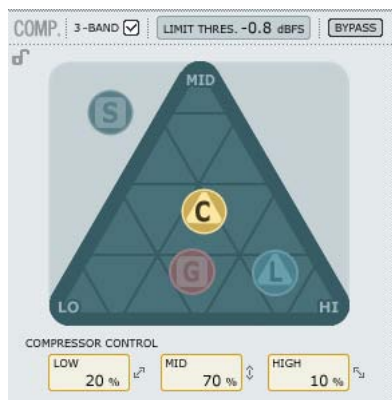 COMP. 3-BAND LIMIT THRES. -0.8 dBFS BYPASS
MID
S
C
G L
LO HI
COMPRESSOR CONTROL
LOW MID HIGH
20 % 70 % 10 %